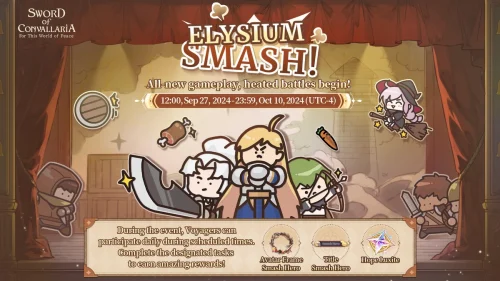 SWORD
of
CONVALLARIA
For This World of Peace
ELYSIUM
SMASH!
All-new gameplay, heated battles begin!
12:00, Sep 27, 2024-23:59, Oct 10, 2024 (UTC-4)
During the event, Voyagers can
participate daily during scheduled times.
Complete the designated tasks
to earn amazing rewards!
Avatar Frame
Smash Hero
Title
Smash Hero
Hope Luxite